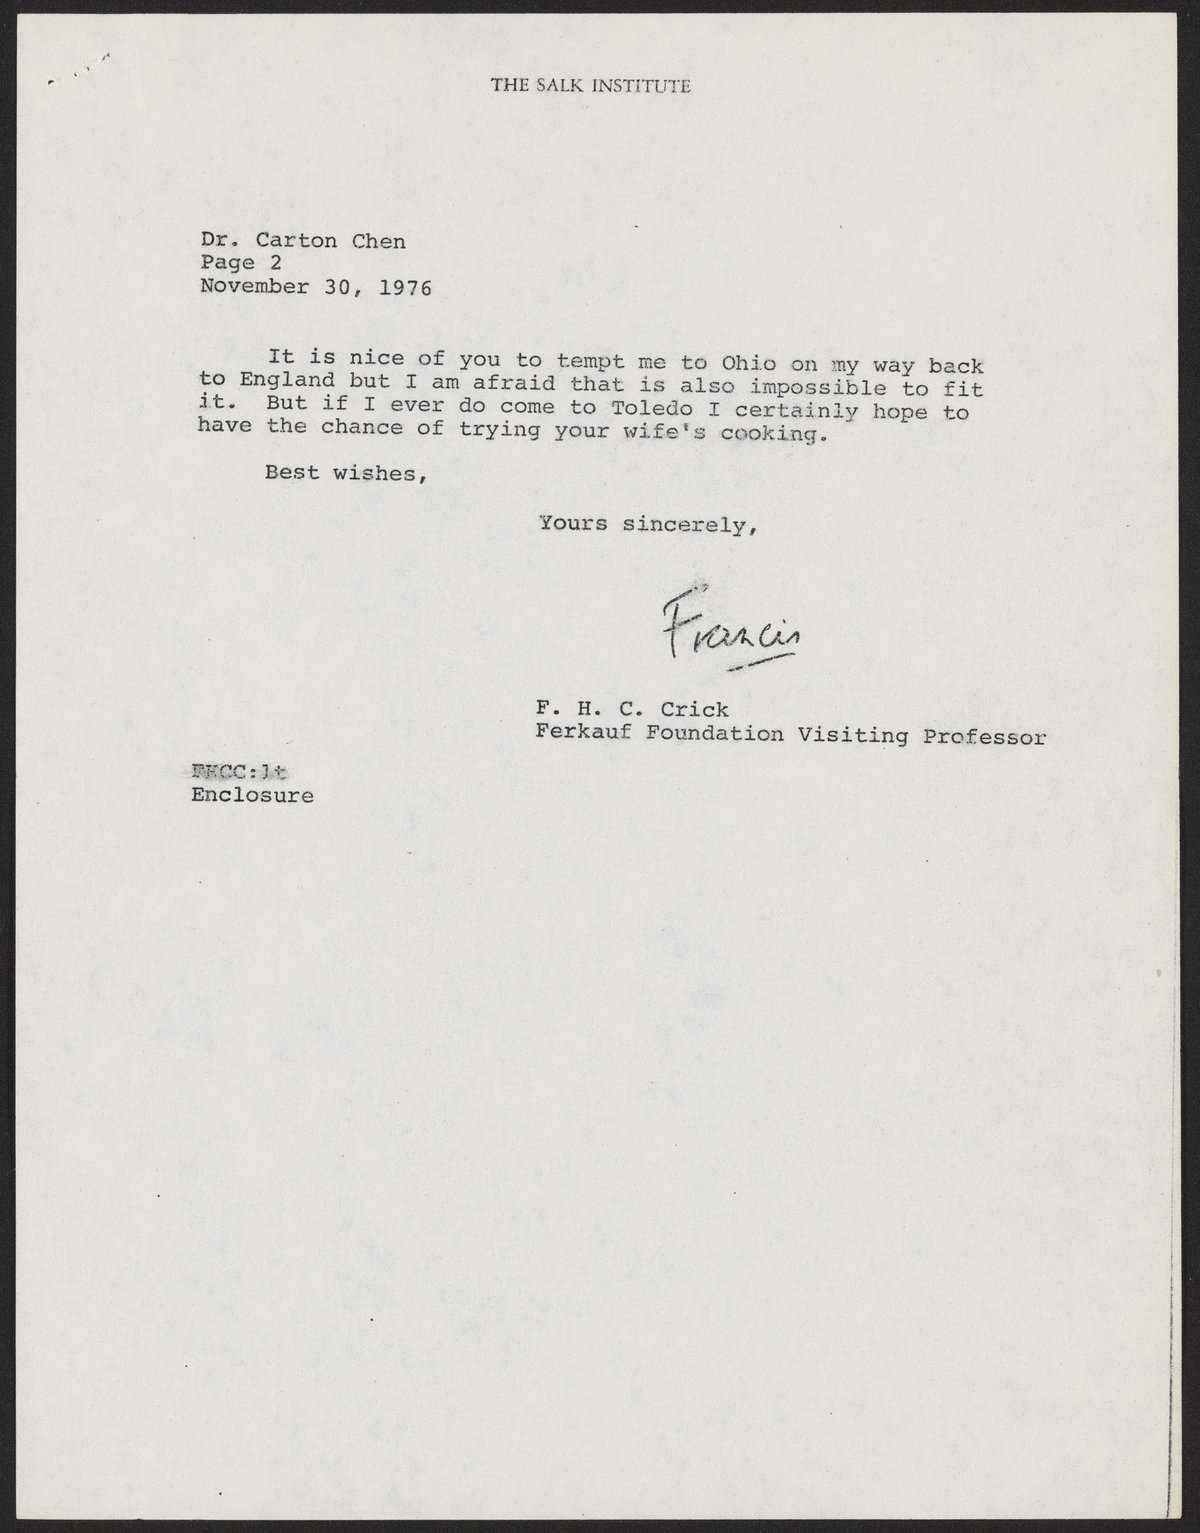 THE SALK INSTITUTE
Dr. Carton Chen
Page 2
November 30, 1976
It is nice of you to tempt me to Ohio on my way back
to England but I am afraid that is also impossible to fit
it. But if I ever do come to Toledo I certainly hope to
have the chance of trying your wife's cooking.
Best wishes,
Yours sincerely,
Francis
F. H. C. Crick
Ferkauf Foundation Visiting Professor
Enclosure